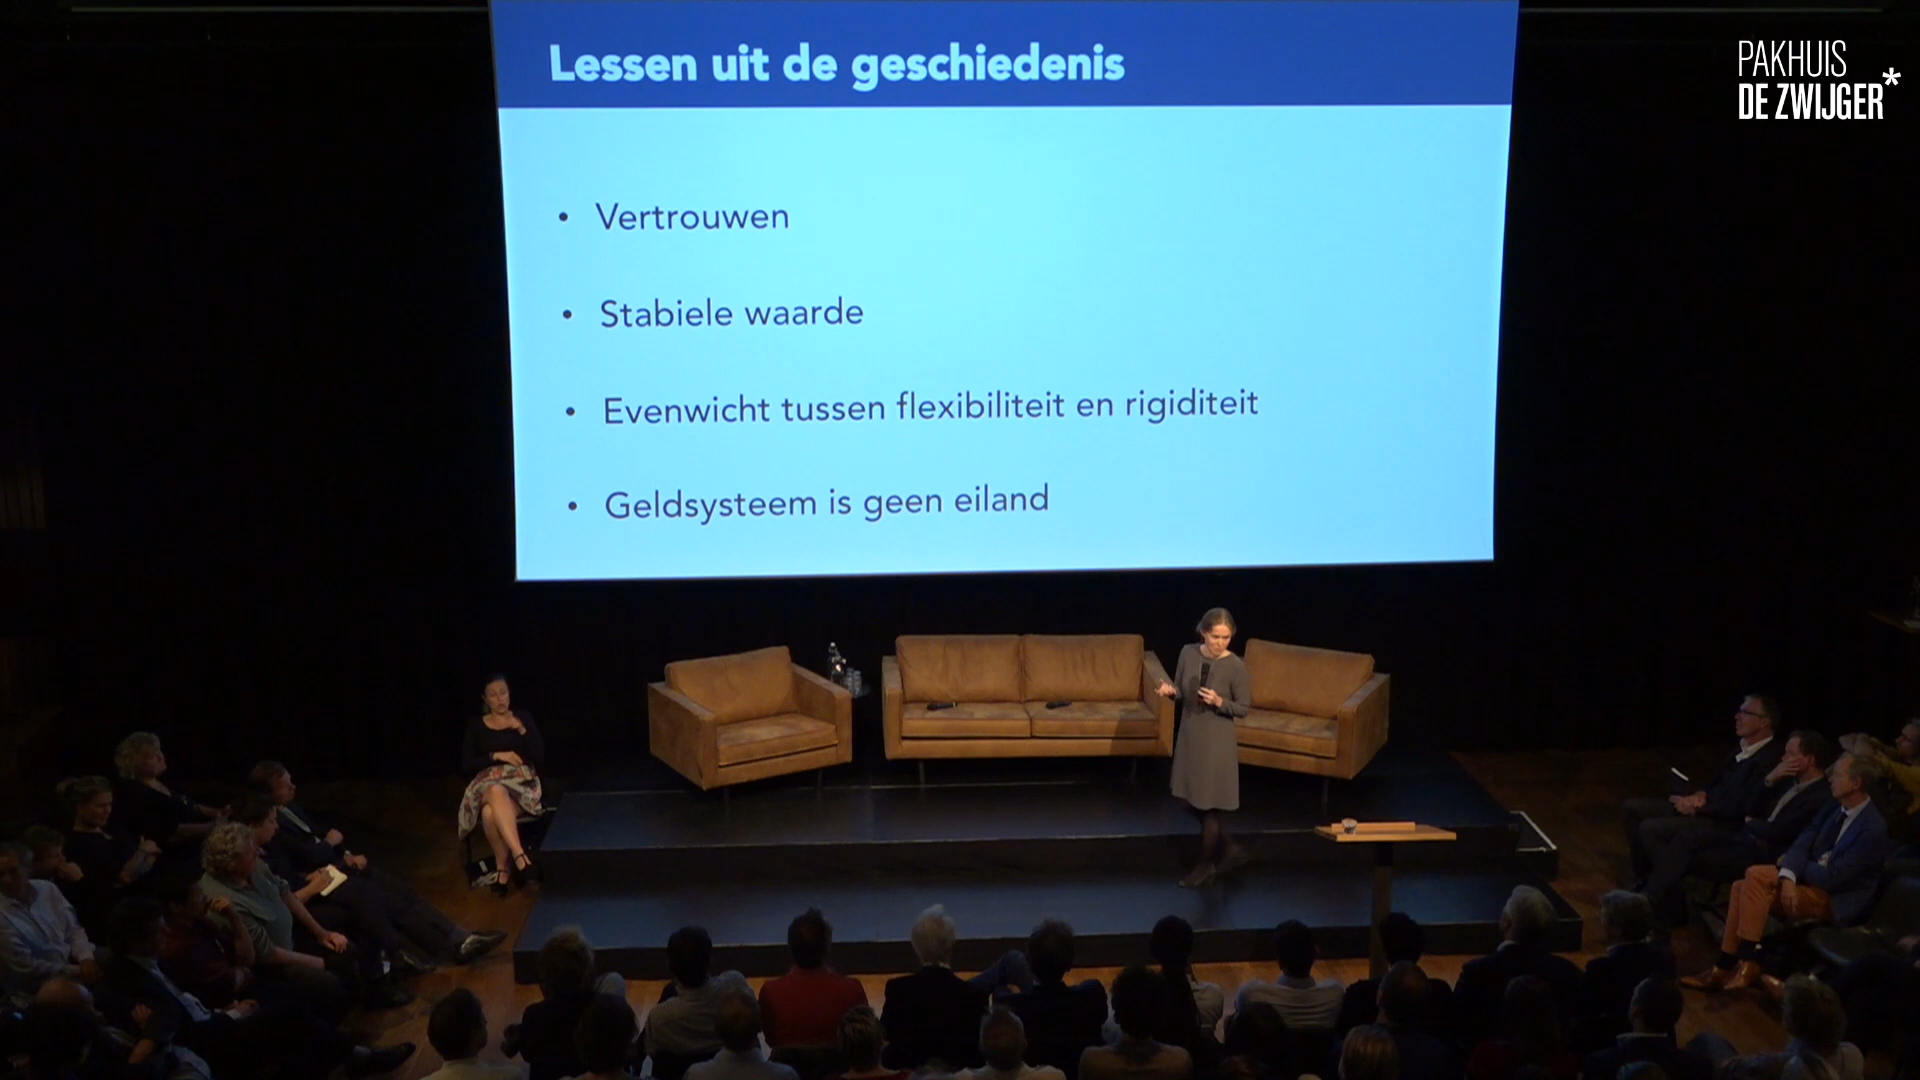 Lessen uit de geschiedenis
PAKHUIS
DE ZWIJGER*
• Vertrouwen
• Stabiele waarde
• Evenwicht tussen flexibiliteit en rigiditeit
• Geldsysteem is geen eiland